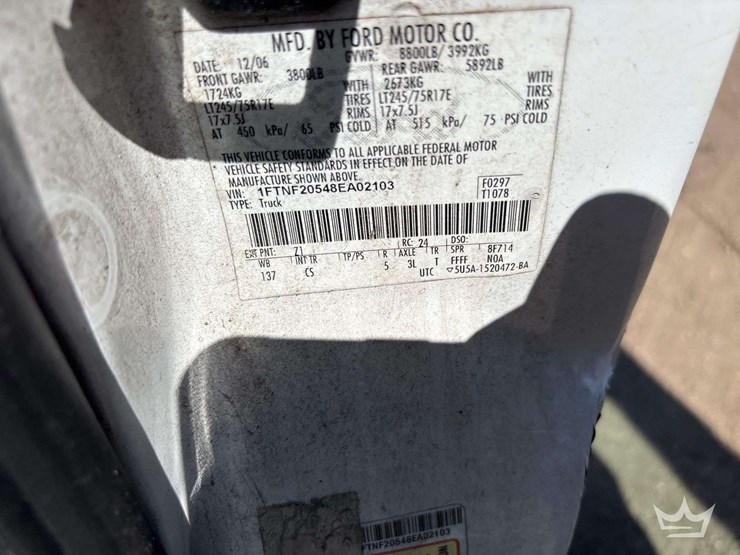 MFD. BY FORD MOTOR CO.
DATE: 12/06 GVWR: 8800LB/ 3992KG
FRONT GAWR: 3800LB REAR GAWR: 5892LB
1724KG WITH 2673KG WITH
LT245/75R17E TIRES LT245/75R17E TIRES
17x7.5J RIMS 17x7.5J RIMS
AT 450 kPa/ 65 PSI COLD AT 515 kPa/ 75 PSI COLD
THIS VEHICLE CONFORMS TO ALL APPLICABLE FEDERAL MOTOR
VEHICLE SAFETY STANDARDS IN EFFECT ON THE DATE OF
MANUFACTURE SHOWN ABOVE.
VIN: 1FTNF20548EA02103 F0297
TYPE: Truck T1078
EXT PNT: Z1 RC: 24 DSO:
WB INT TR TP/PS R AXLE TR SPR 8F714
137 CS 5 3L T FFFF N0A
UTC 5U5A-1520472-BA
FTNF20548EA02103